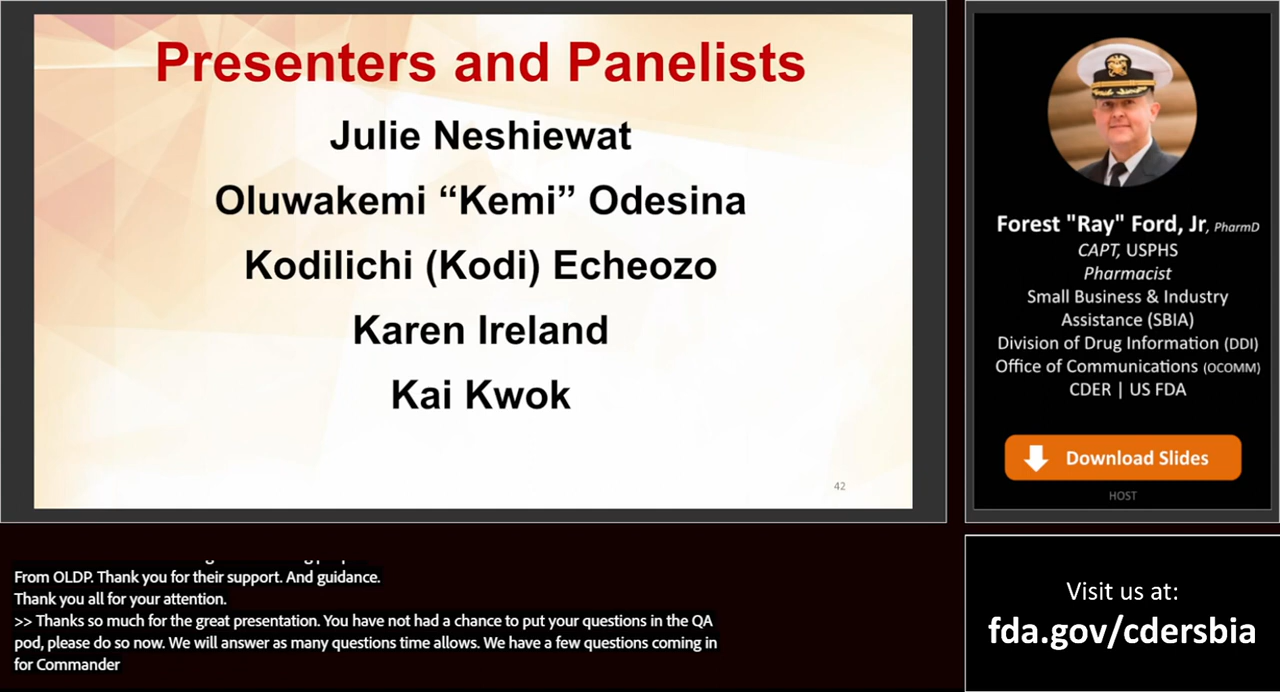 Presenters and Panelists
Julie Neshiewat
Oluwakemi “Kemi” Odesina
Kodilichi (Kodi) Echeozo
Karen Ireland
Kai Kwok
42
Forest "Ray" Ford, Jr, PharmD
CAPT, USPHS
Pharmacist
Small Business & Industry
Assistance (SBIA)
Division of Drug Information (DDI)
Office of Communications (OCOMM)
CDER | US FDA
Download Slides
HOST
From OLDP. Thank you for their support. And guidance.
Thank you all for your attention.
>> Thanks so much for the great presentation. You have not had a chance to put your questions in the QA
pod, please do so now. We will answer as many questions time allows. We have a few questions coming in
for Commander
Visit us at:
fda.gov/cdersbia